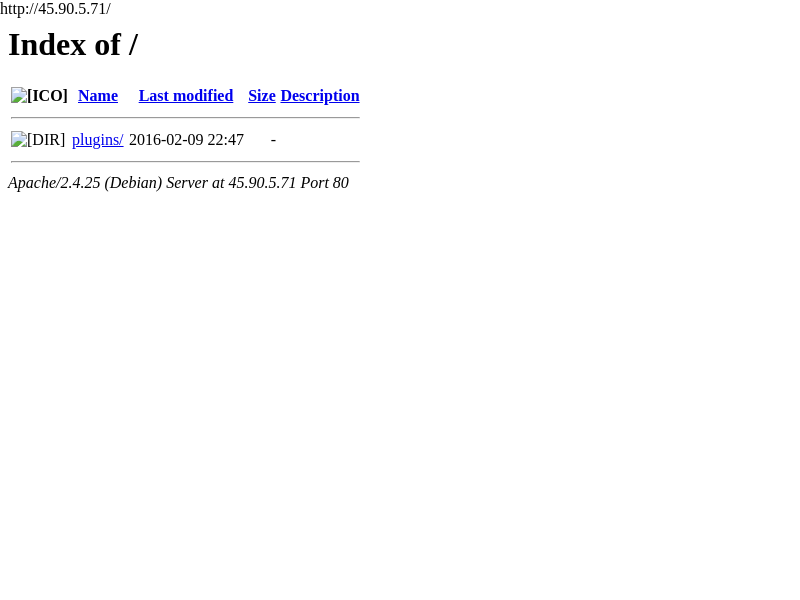 http://45.90.5.71/
Index of /
[ICO] Name Last modified Size Description
[DIR] plugins/ 2016-02-09 22:47 -
Apache/2.4.25 (Debian) Server at 45.90.5.71 Port 80